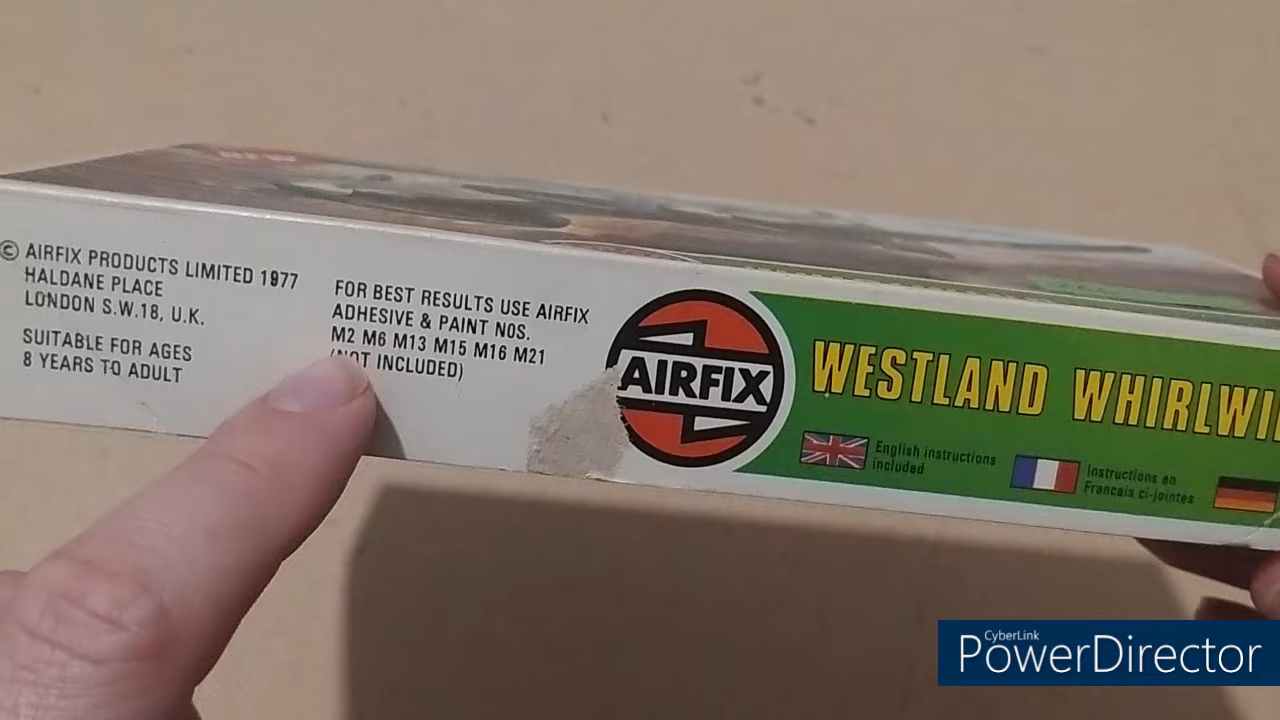 © AIRFIX PRODUCTS LIMITED 1977
HALDANE PLACE
LONDON S.W.18, U.K.
SUITABLE FOR AGES
8 YEARS TO ADULT
FOR BEST RESULTS USE AIRFIX
ADHESIVE & PAINT NOS.
M2 M6 M13 M15 M16 M21
(NOT INCLUDED)
AIRFIX
WESTLAND WHIRLWI
English instructions
included
Instructions en
Francais ci-jointes
CyberLink
PowerDirector